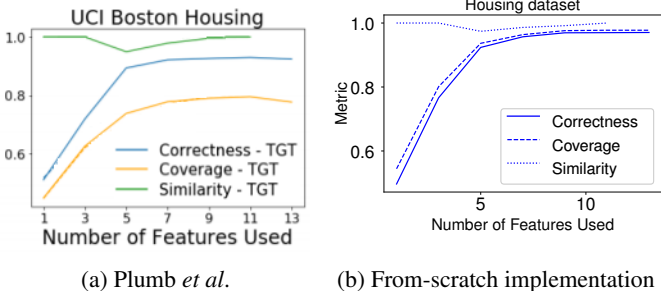 UCI Boston Housing
1.0
0.8
0.6
Correctness - TGT
Coverage - TGT
Similarity - TGT
1 3 5 7 9 11 13
Number of Features Used
(a) Plumb et al.
Housing dataset
Metric
1.0
0.8
0.6
Correctness
Coverage
Similarity
5 10
Number of Features Used
(b) From-scratch implementation